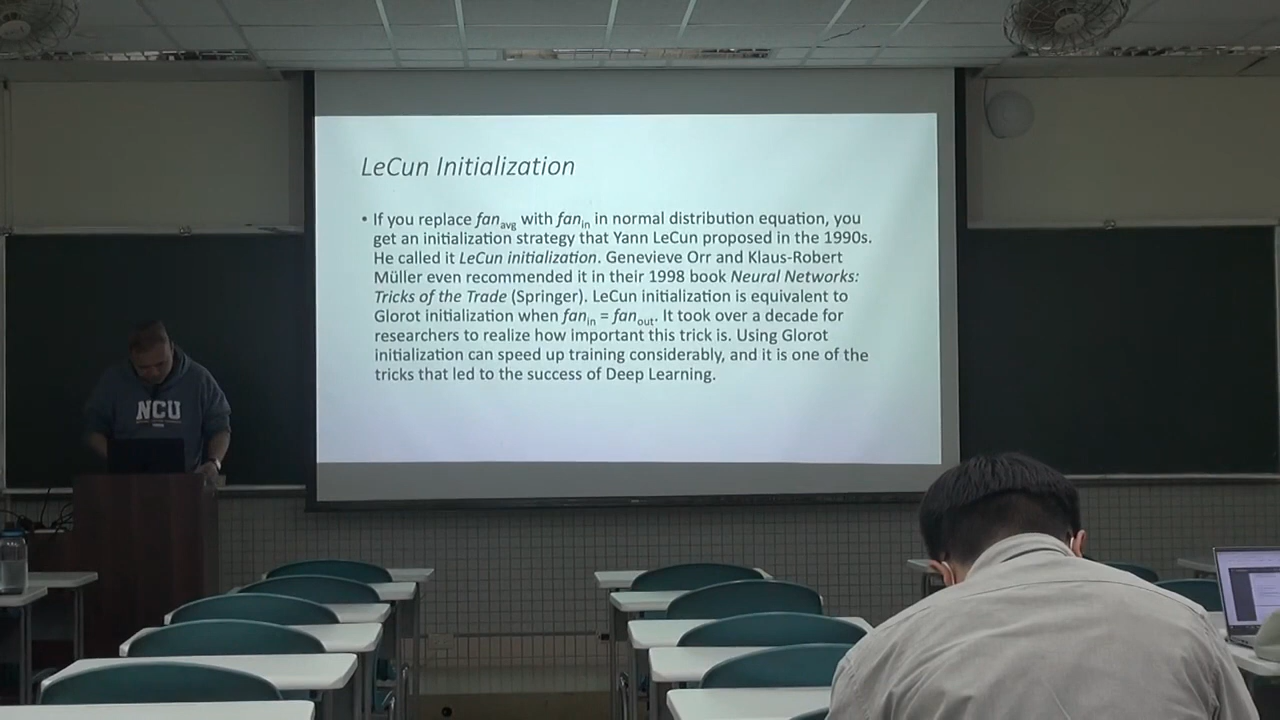 LeCun Initialization
• If you replace fanavg with fanin in normal distribution equation, you
get an initialization strategy that Yann LeCun proposed in the 1990s.
He called it LeCun initialization. Genevieve Orr and Klaus-Robert
Müller even recommended it in their 1998 book Neural Networks:
Tricks of the Trade (Springer). LeCun initialization is equivalent to
Glorot initialization when fanin = fanout. It took over a decade for
researchers to realize how important this trick is. Using Glorot
initialization can speed up training considerably, and it is one of the
tricks that led to the success of Deep Learning.
NCU